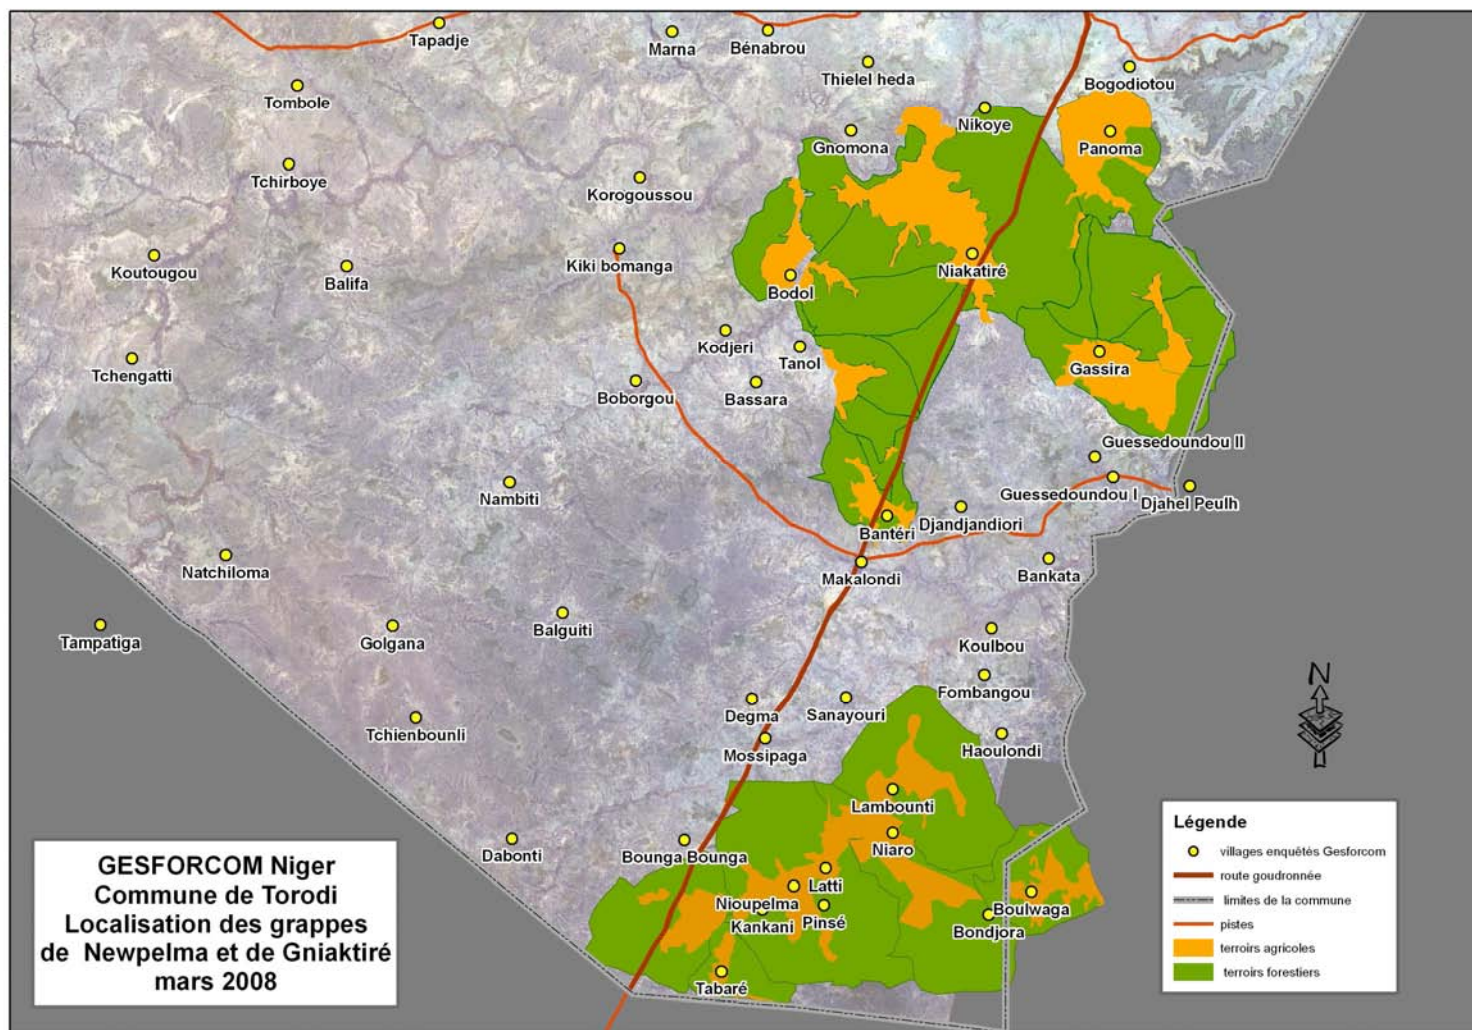 Tapadje
Marna
Bénabrou
Thielel heda
Bogodiotou
Tombole
Nikoye
Gnomona
Panoma
Tchirboye
Korogoussou
Koutougou
Balifa
Kiki bomanga
Niakatiré
Bodol
Kodjeri
Tanol
Tchengatti
Boborgou
Bassara
Gassira
Guessedoundou II
Nambiti
Guessedoundou I
Djahel Peulh
Djandjandiori
Bantéri
Natchiloma
Makalondi
Bankata
Tampatiga
Golgana
Balguiti
Koulbou
Fombangou
Degma
Sanayouri
Tchienbounli
Mossipaga
Haoulondi
N
Lambounti
Niaro
Dabonti
Bounga Bounga
Latti
Nioupelma
Kankani
Pinsé
Boulwaga
Bondjora
Tabaré
GESFORCOM Niger
Commune de Torodi
Localisation des grappes
de Newpelma et de Gniaktiré
mars 2008
Légende
villages enquêtés Gesforcom
route goudronnée
limites de la commune
pistes
terroirs agricoles
terroirs forestiers